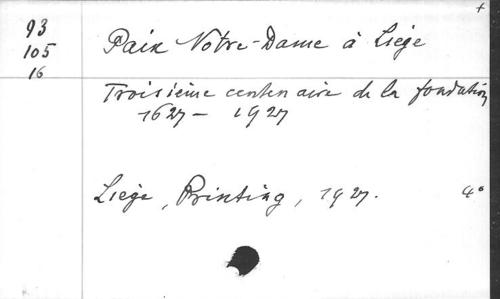 93
105
16
Paix Notre-Dame à Liège
Troisième centenaire de la fondation
1627 - 1927
Liège, Printing, 1927. 4°